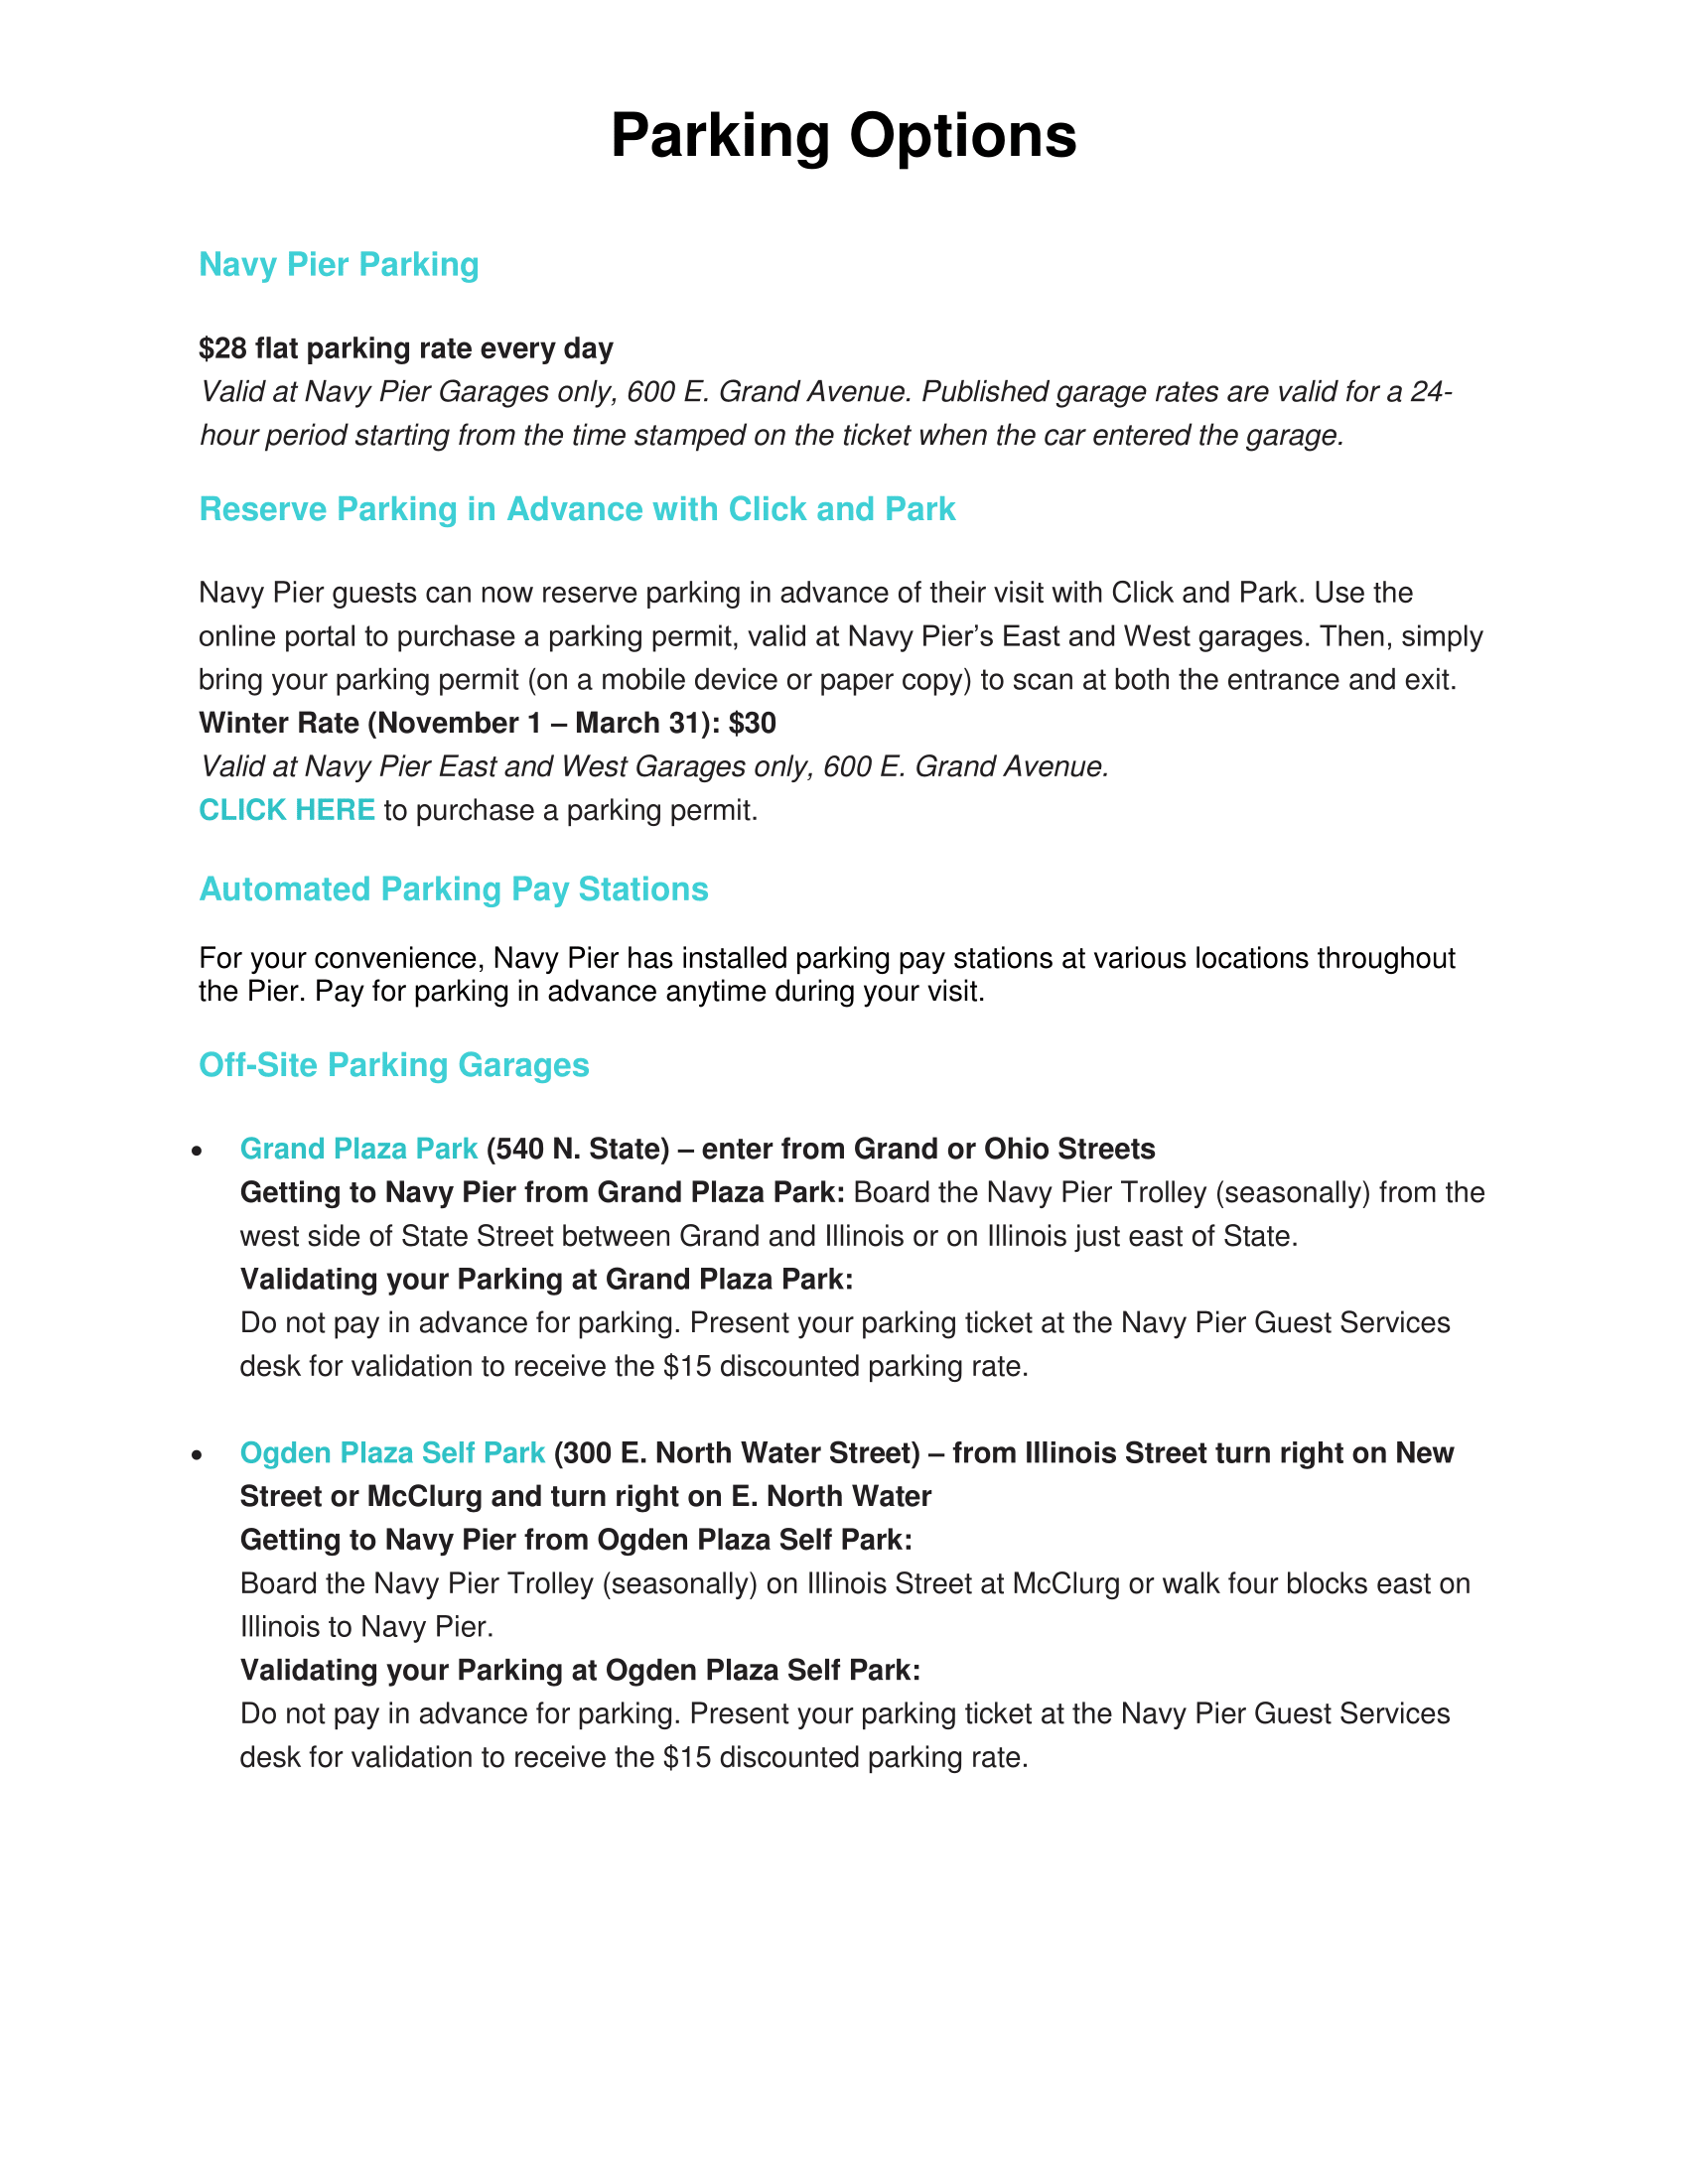 Parking Options
Navy Pier Parking
$28 flat parking rate every day
Valid at Navy Pier Garages only, 600 E. Grand Avenue. Published garage rates are valid for a 24-
hour period starting from the time stamped on the ticket when the car entered the garage.
Reserve Parking in Advance with Click and Park
Navy Pier guests can now reserve parking in advance of their visit with Click and Park. Use the
online portal to purchase a parking permit, valid at Navy Pier’s East and West garages. Then, simply
bring your parking permit (on a mobile device or paper copy) to scan at both the entrance and exit.
Winter Rate (November 1 – March 31): $30
Valid at Navy Pier East and West Garages only, 600 E. Grand Avenue.
CLICK HERE to purchase a parking permit.
Automated Parking Pay Stations
For your convenience, Navy Pier has installed parking pay stations at various locations throughout
the Pier. Pay for parking in advance anytime during your visit.
Off-Site Parking Garages
• Grand Plaza Park (540 N. State) – enter from Grand or Ohio Streets
Getting to Navy Pier from Grand Plaza Park: Board the Navy Pier Trolley (seasonally) from the
west side of State Street between Grand and Illinois or on Illinois just east of State.
Validating your Parking at Grand Plaza Park:
Do not pay in advance for parking. Present your parking ticket at the Navy Pier Guest Services
desk for validation to receive the $15 discounted parking rate.
• Ogden Plaza Self Park (300 E. North Water Street) – from Illinois Street turn right on New
Street or McClurg and turn right on E. North Water
Getting to Navy Pier from Ogden Plaza Self Park:
Board the Navy Pier Trolley (seasonally) on Illinois Street at McClurg or walk four blocks east on
Illinois to Navy Pier.
Validating your Parking at Ogden Plaza Self Park:
Do not pay in advance for parking. Present your parking ticket at the Navy Pier Guest Services
desk for validation to receive the $15 discounted parking rate.